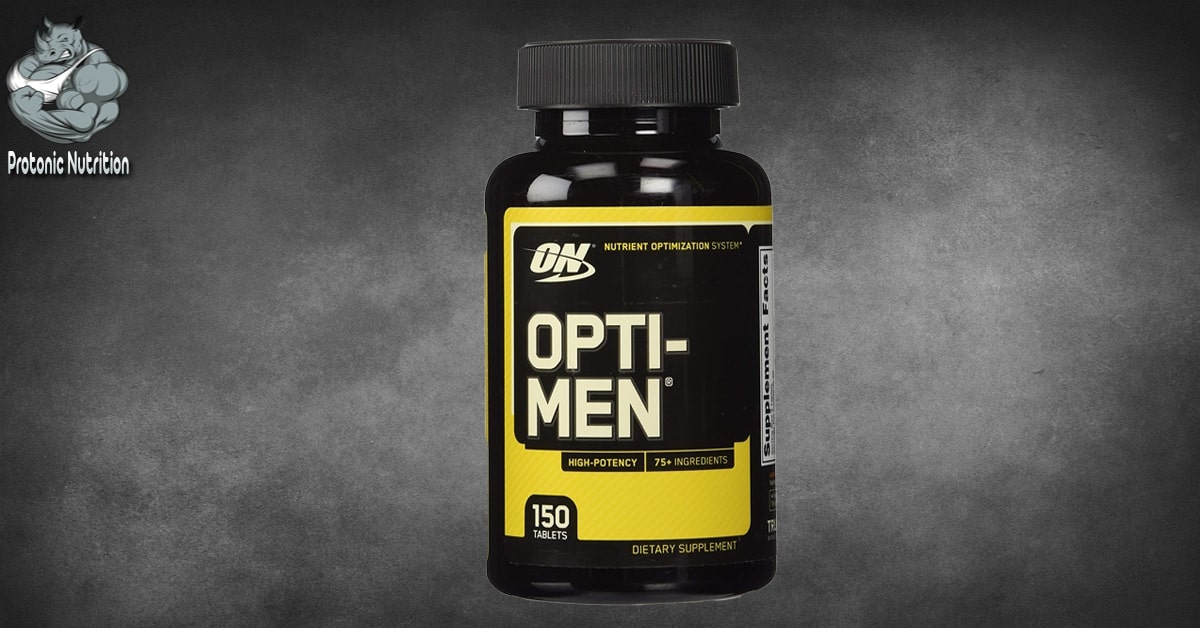 Protonic Nutrition
ON®
NUTRIENT OPTIMIZATION SYSTEM*
OPTI-
MEN®
HIGH-POTENCY 75+ INGREDIENTS
150
TABLETS
DIETARY SUPPLEMENT
Supplement Facts